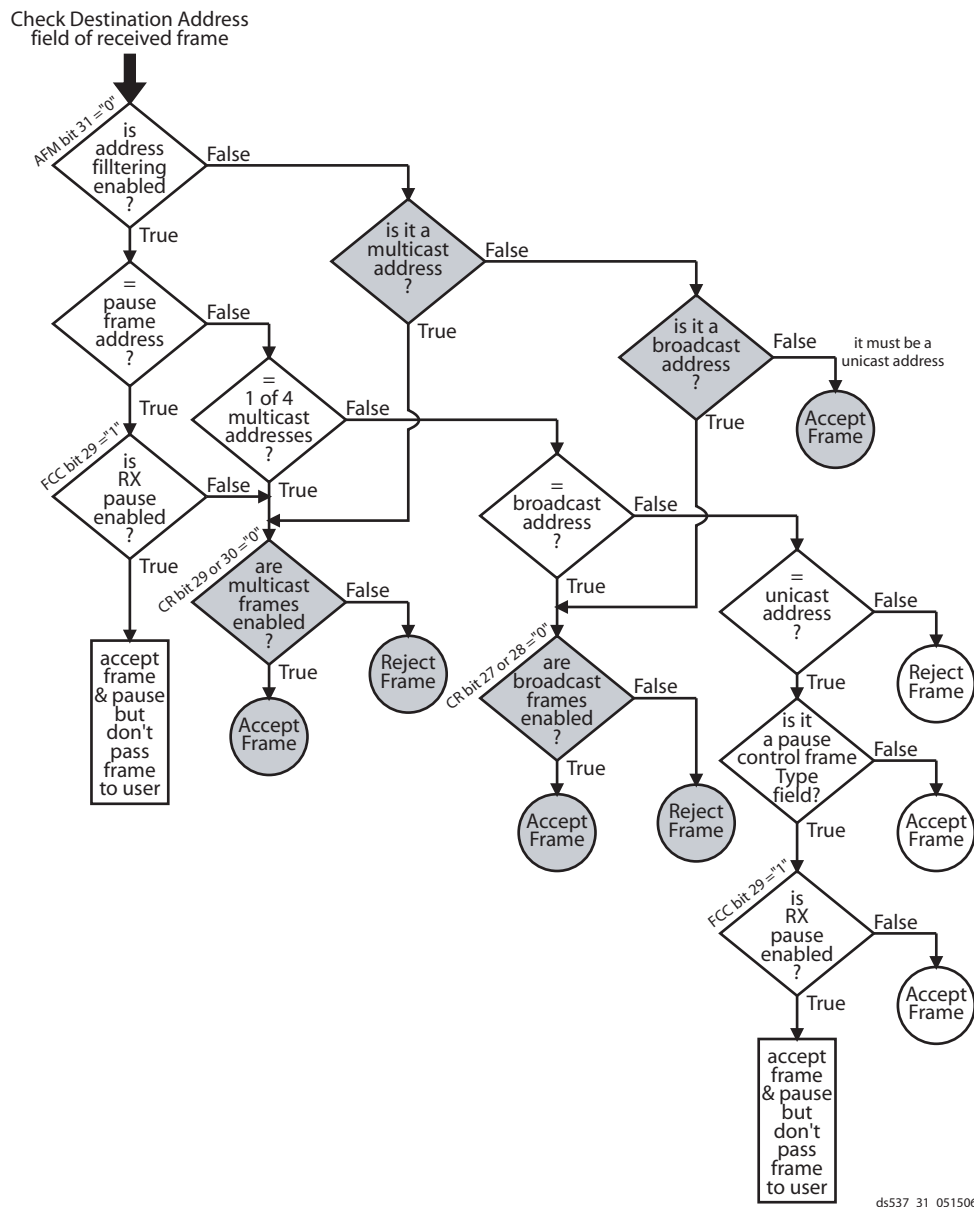 Check Destination Address
field of received frame
AFM bit 31 ="0"
is
address
filltering
enabled
?
False
True
is it a
multicast
address
?
False
True
=
pause
frame
address
?
False
True
is it a
broadcast
address
?
False
True
it must be a
unicast address
Accept
Frame
=
1 of 4
multicast
addresses
?
False
True
FCC bit 29 ="1"
is
RX
pause
enabled
?
False
True
=
broadcast
address
?
False
True
CR bit 29 or 30 ="0"
are
multicast
frames
enabled
?
False
True
=
unicast
address
?
False
True
accept
frame
& pause
but
don't
pass
frame
to user
Reject
Frame
Accept
Frame
CR bit 27 or 28 ="0"
are
broadcast
frames
enabled
?
False
True
Reject
Frame
Is it
a pause
control frame
Type
field?
False
True
Accept
Frame
Reject
Frame
Accept
Frame
FCC bit 29 ="1"
is
RX
pause
enabled
?
False
True
Accept
Frame
accept
frame
& pause
but
don't
pass
frame
to user
ds537_31_051506